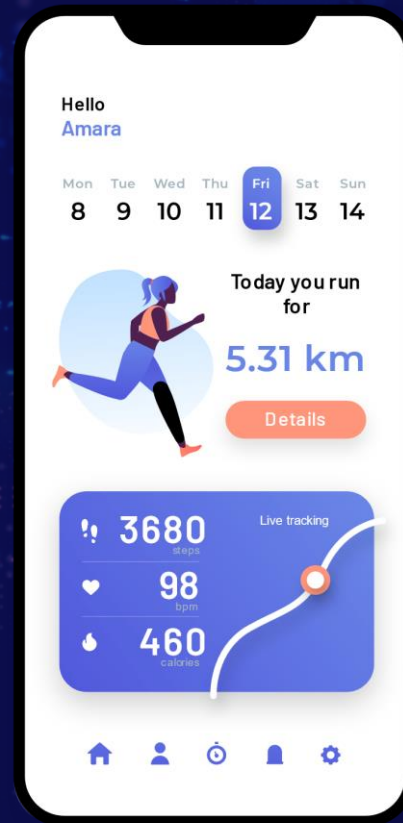 Hello
Amara
Mon Tue Wed Thu Fri Sat Sun
8 9 10 11 12 13 14
Today you run
for
5.31 km
Details
3680
steps
Live tracking
98
bpm
460
calories